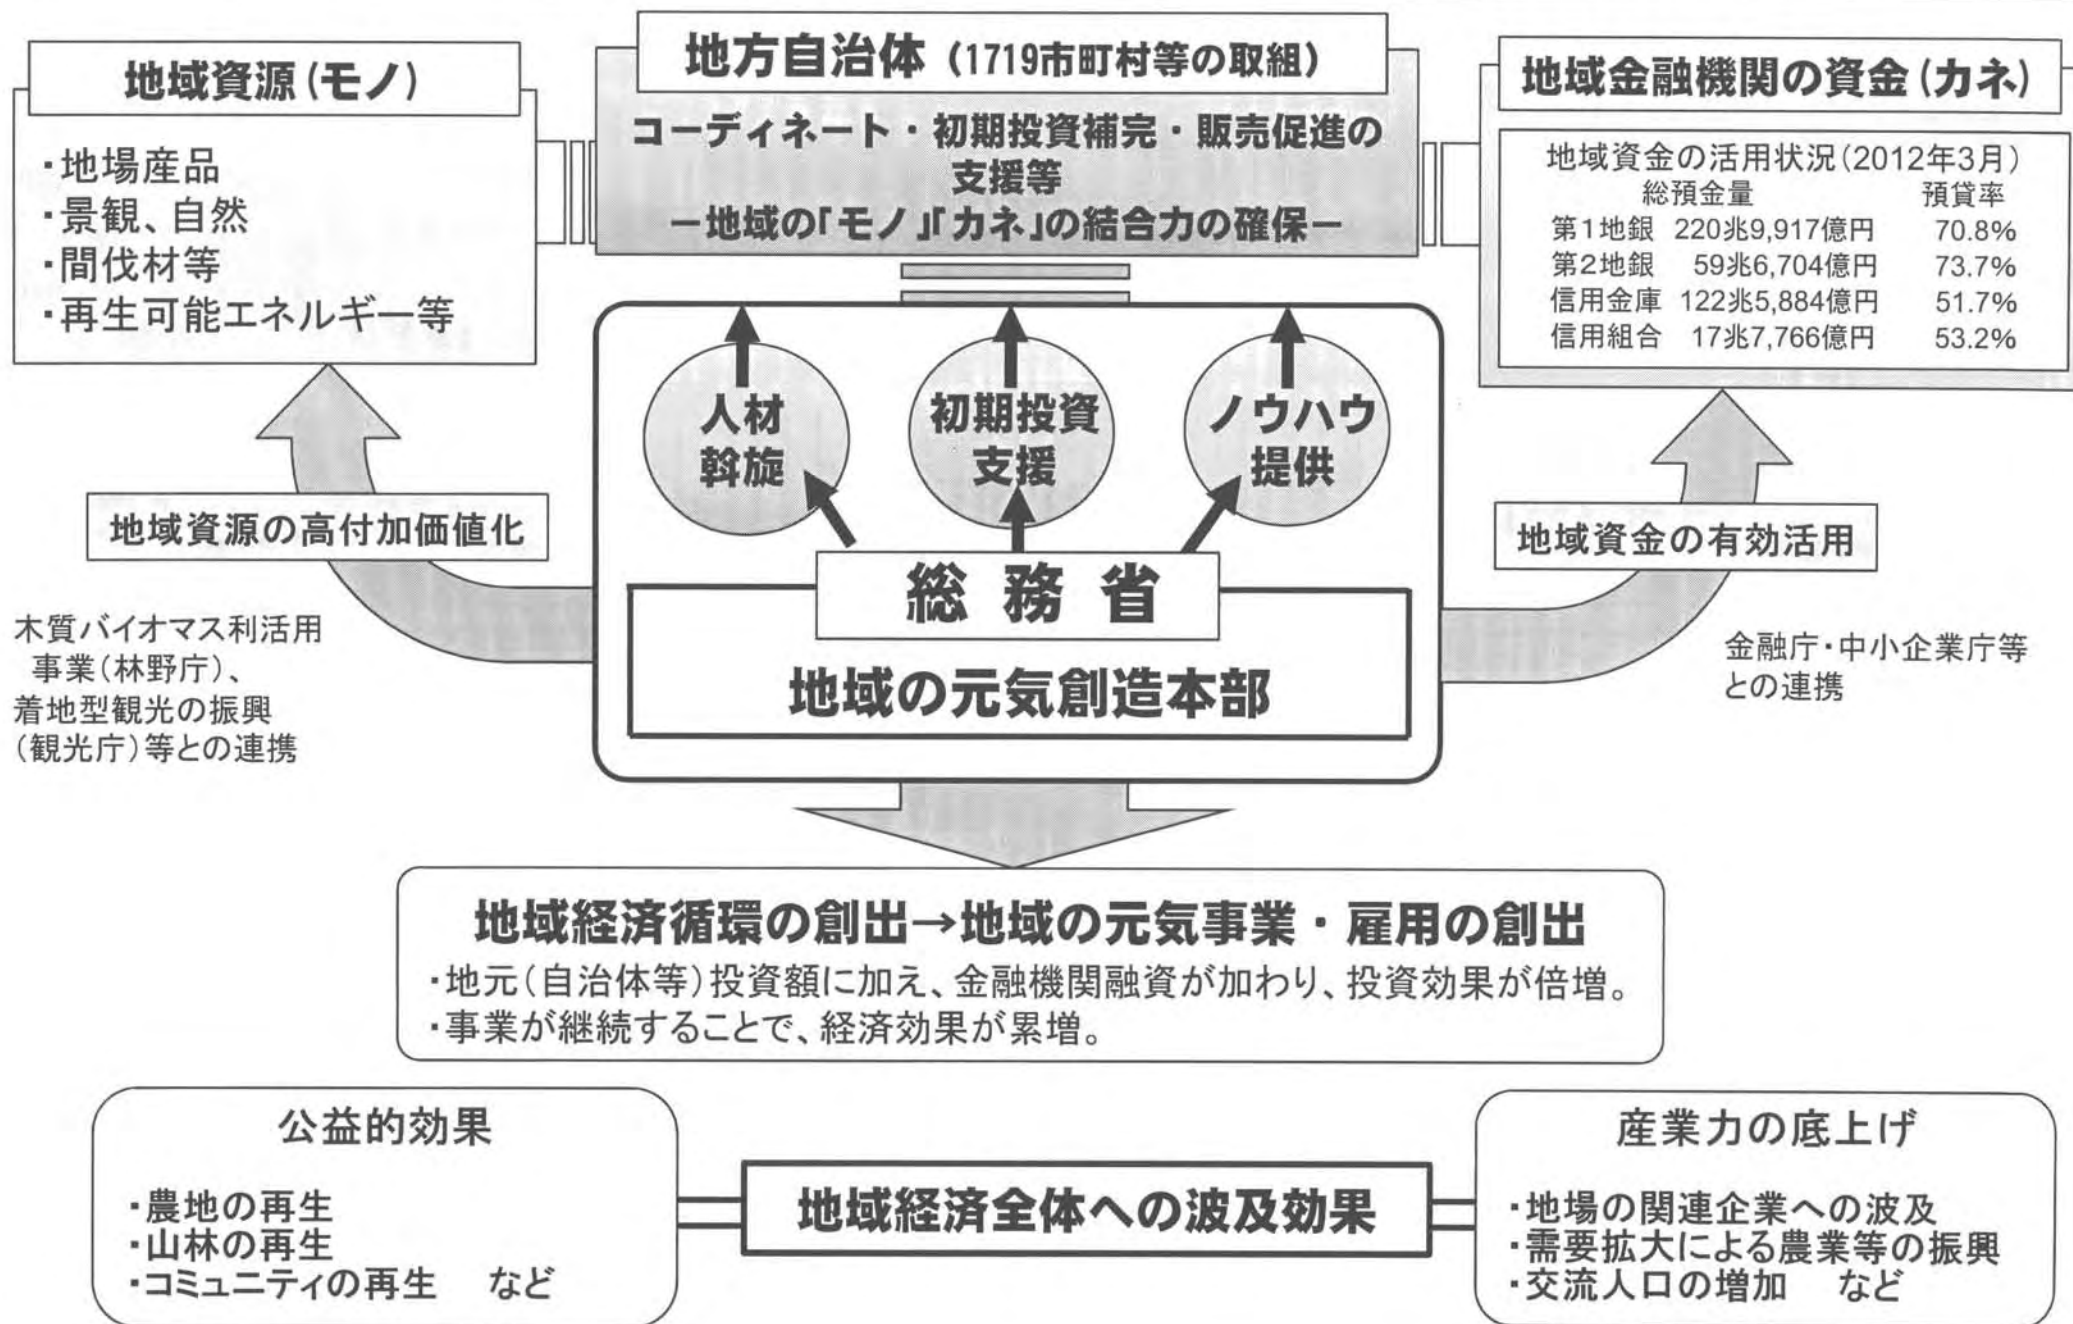 地域資源(モノ)
・地場産品
・景観、自然
・間伐材等
・再生可能エネルギー等
地方自治体(1719市町村等の取組)
コーディネート・初期投資補完・販売促進の
支援等
－地域の「モノ」「カネ」の結合力の確保－
地域金融機関の資金(カネ)
地域資金の活用状況(2012年3月)
総預金量 預貸率
第1地銀 220兆9,917億円 70.8%
第2地銀 59兆6,704億円 73.7%
信用金庫 122兆5,884億円 51.7%
信用組合 17兆7,766億円 53.2%
人材
斡旋
初期投資
支援
ノウハウ
提供
総務省
地域の元気創造本部
地域資源の高付加価値化
木質バイオマス利活用
事業(林野庁)、
着地型観光の振興
(観光庁)等との連携
地域資金の有効活用
金融庁・中小企業庁等
との連携
地域経済循環の創出→地域の元気事業・雇用の創出
・地元(自治体等)投資額に加え、金融機関融資が加わり、投資効果が倍増。
・事業が継続することで、経済効果が累増。
公益的効果
・農地の再生
・山林の再生
・コミュニティの再生 など
地域経済全体への波及効果
産業力の底上げ
・地場の関連企業への波及
・需要拡大による農業等の振興
・交流人口の増加 など